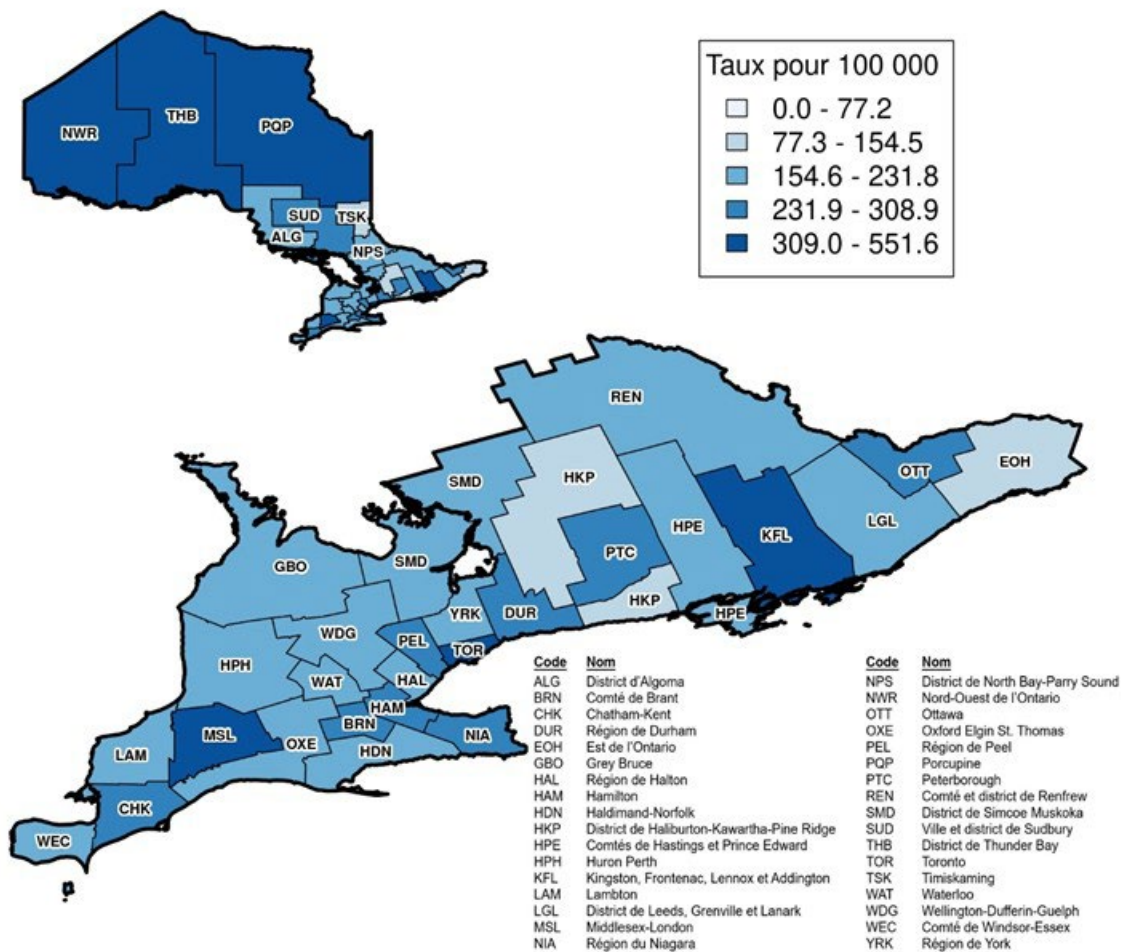 Taux pour 100 000
0.0 - 77.2
77.3 - 154.5
154.6 - 231.8
231.9 - 308.9
309.0 - 551.6
NWR
THB
PQP
SUD
TSK
ALG
NPS
REN
OTT
EOH
SMD
HKP
LGL
HPE
KFL
PTC
GBO
SMD
HKP
HPE
YRK
DUR
WDG
PEL
TOR
HPH
WAT
HAL
HAM
MSL
BRN
NIA
OXE
HDN
LAM
CHK
WEC
Code Nom
ALG District d'Algoma
BRN Comté de Brant
CHK Chatham-Kent
DUR Région de Durham
EOH Est de l'Ontario
GBO Grey Bruce
HAL Région de Halton
HAM Hamilton
HDN Haldimand-Norfolk
HKP District de Haliburton-Kawartha-Pine Ridge
HPE Comtés de Hastings et Prince Edward
HPH Huron Perth
KFL Kingston, Frontenac, Lennox et Addington
LAM Lambton
LGL District de Leeds, Grenville et Lanark
MSL Middlesex-London
NIA Région du Niagara
Code Nom
NPS District de North Bay-Parry Sound
NWR Nord-Ouest de l'Ontario
OTT Ottawa
OXE Oxford Elgin St. Thomas
PEL Région de Peel
PQP Porcupine
PTC Peterborough
REN Comté et district de Renfrew
SMD District de Simcoe Muskoka
SUD Ville et district de Sudbury
THB District de Thunder Bay
TOR Toronto
TSK Timiskaming
WAT Waterloo
WDG Wellington-Dufferin-Guelph
WEC Comté de Windsor-Essex
YRK Région de York